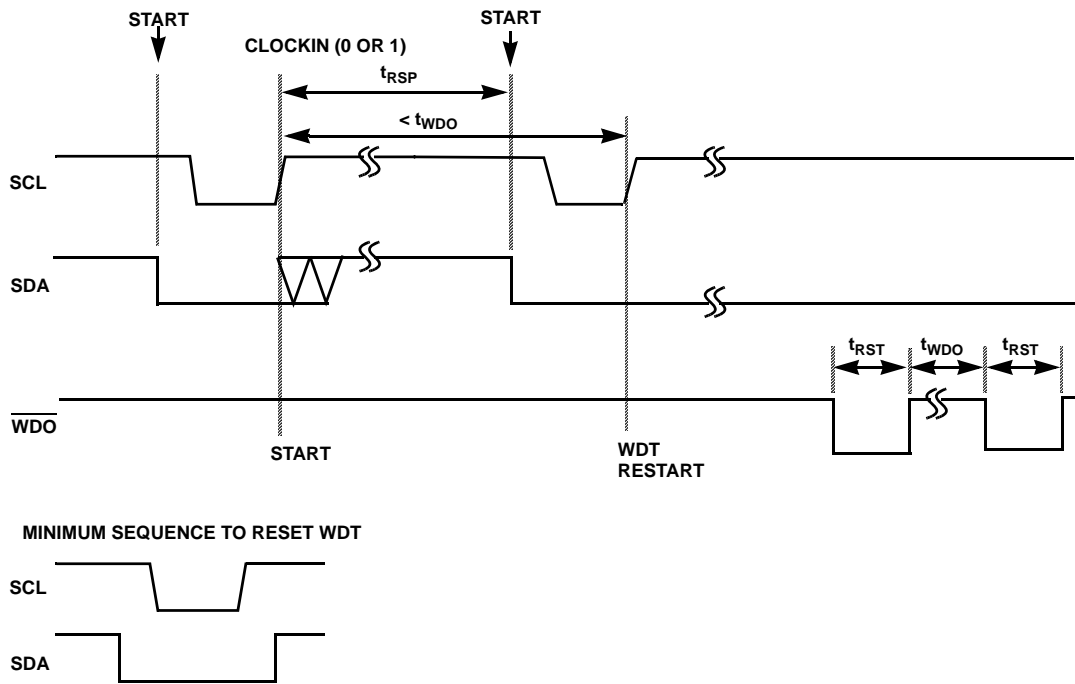 START
START
CLOCKIN (0 OR 1)
tRSP
< tWDO
SCL
SDA
tRST
tWDO
tRST
WDO
START
WDT
RESTART
MINIMUM SEQUENCE TO RESET WDT
SCL
SDA